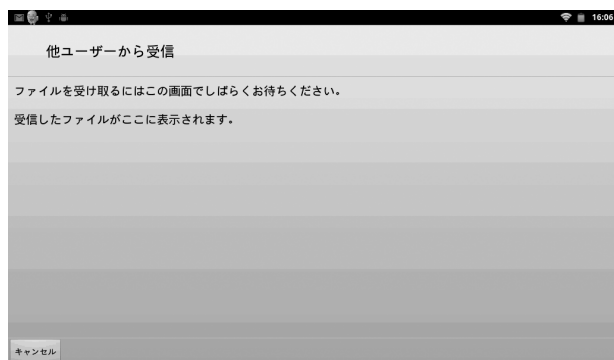 16:06
他ユーザーから受信
ファイルを受け取るにはこの画面でしばらくお待ちください。
受信したファイルがここに表示されます。
キャンセル